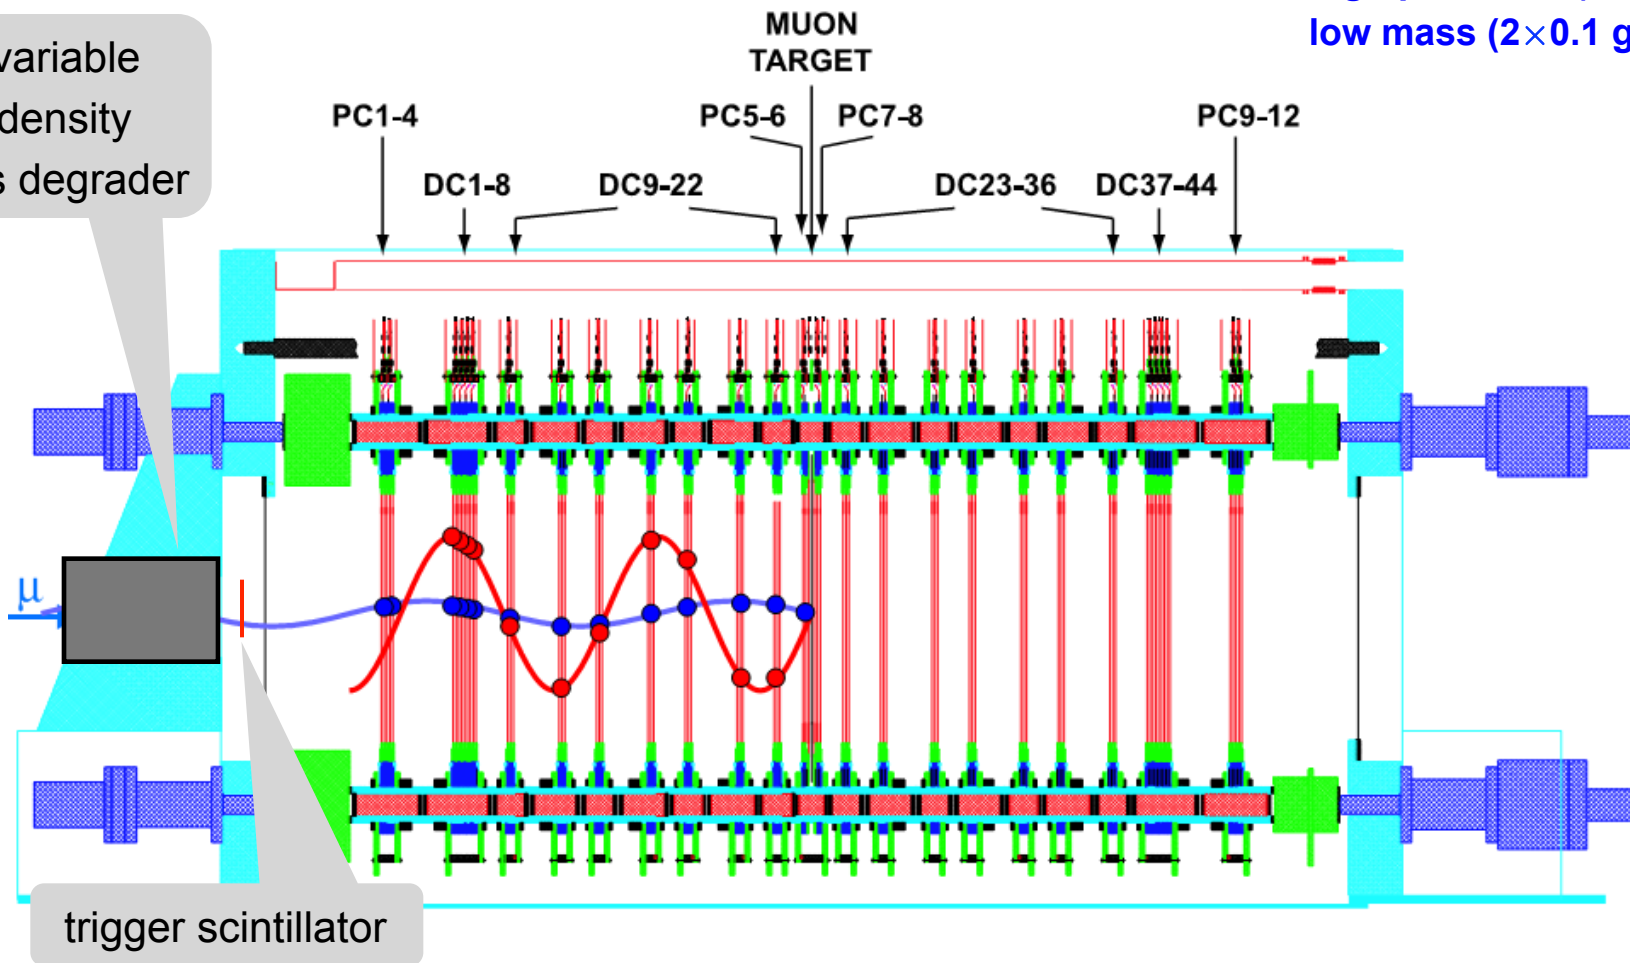 low mass (2×0.1 g
variable
density
s degrader
MUON
TARGET
PC1-4
PC5-6
PC7-8
PC9-12
DC1-8
DC9-22
DC23-36
DC37-44
μ
trigger scintillator